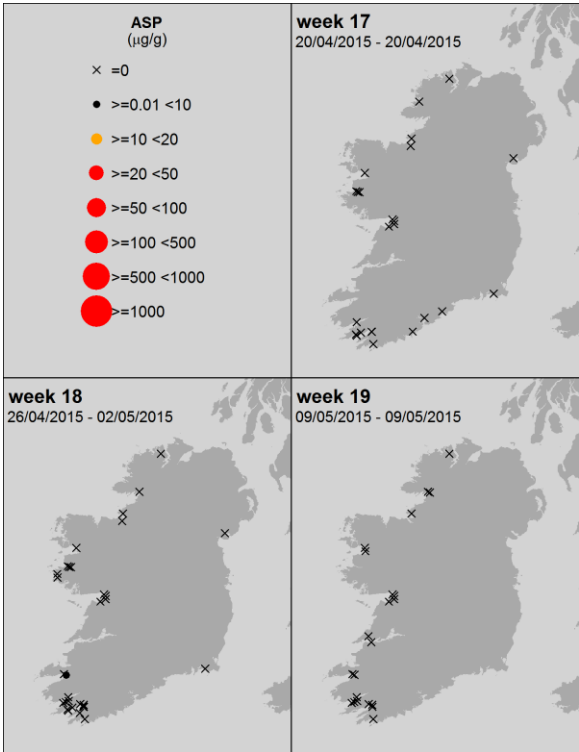 ASP
(µg/g)
=0
>=0.01 <10
>=10 <20
>=20 <50
>=50 <100
>=100 <500
>=500 <1000
>=1000
week 17
20/04/2015 - 20/04/2015
week 18
26/04/2015 - 02/05/2015
week 19
09/05/2015 - 09/05/2015